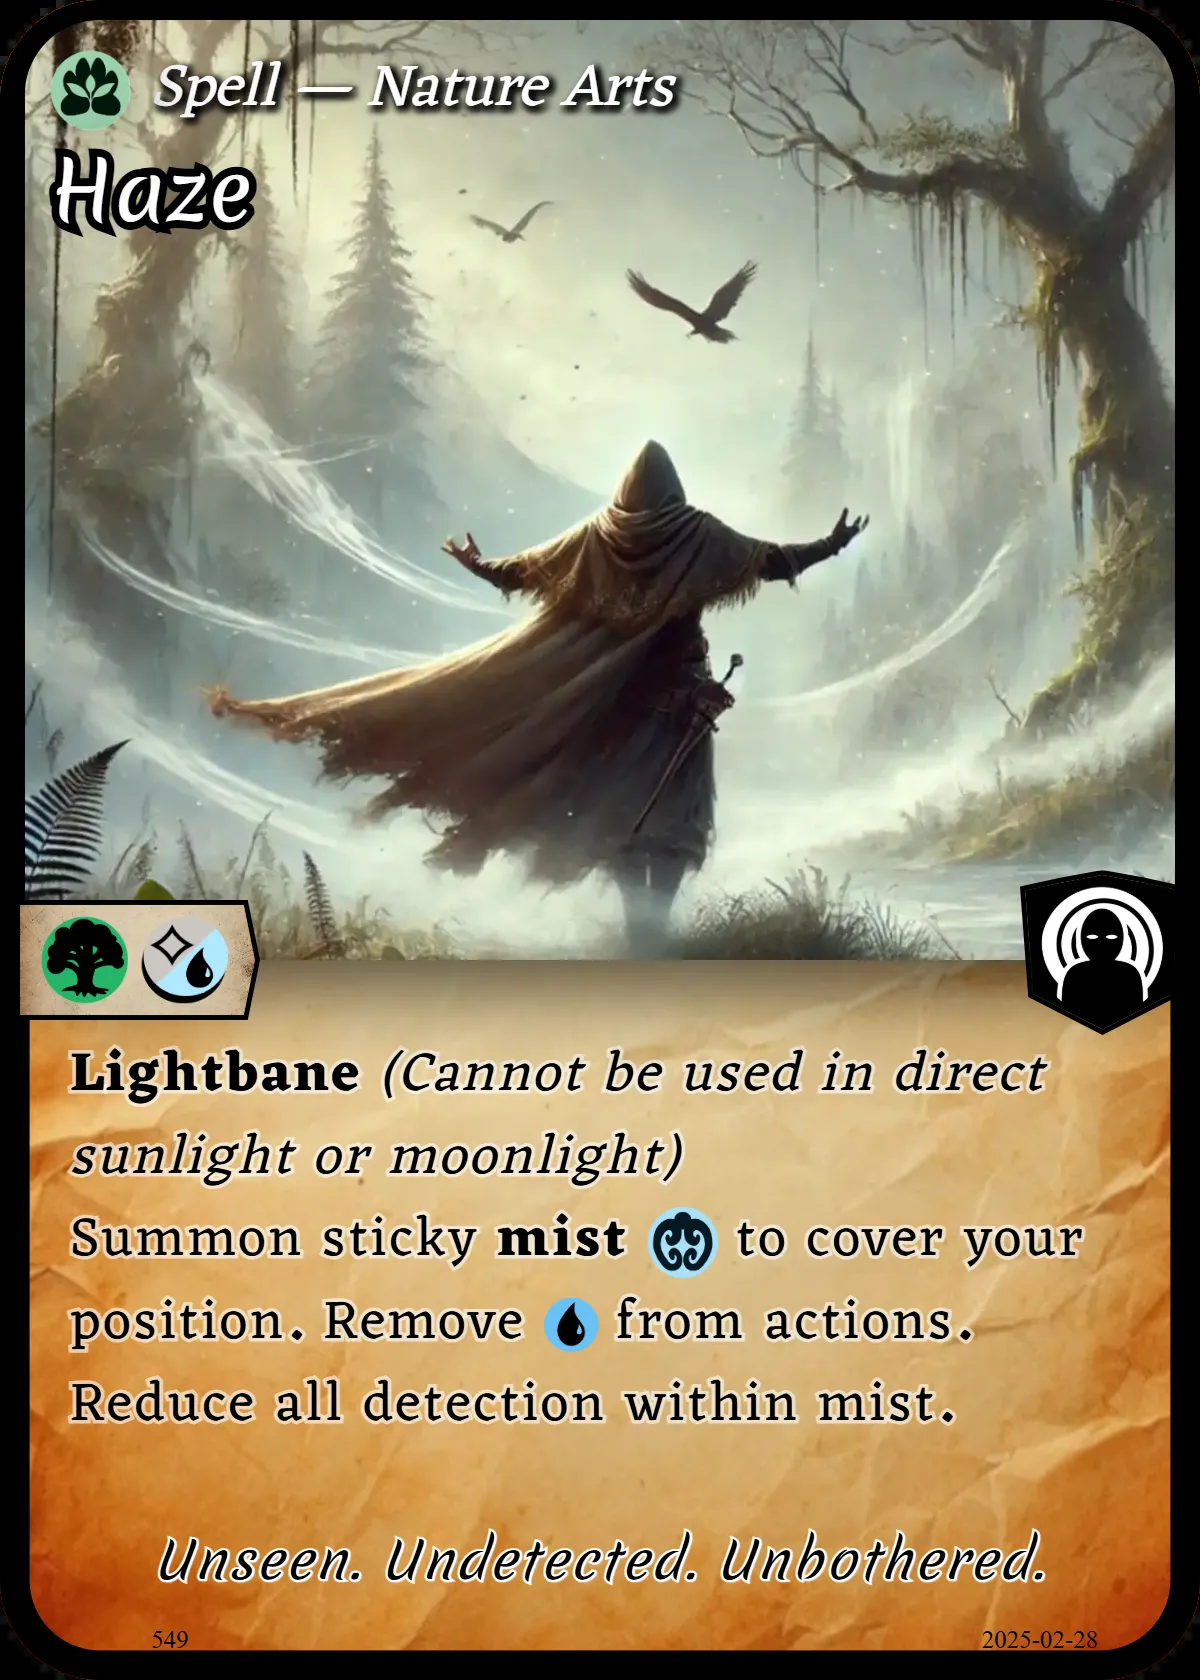 Spell — Nature Arts
Haze
Lightbane (Cannot be used in direct
sunlight or moonlight)
Summon sticky mist to cover your
position. Remove from actions.
Reduce all detection within mist.
Unseen. Undetected. Unbothered.
549
2025-02-28